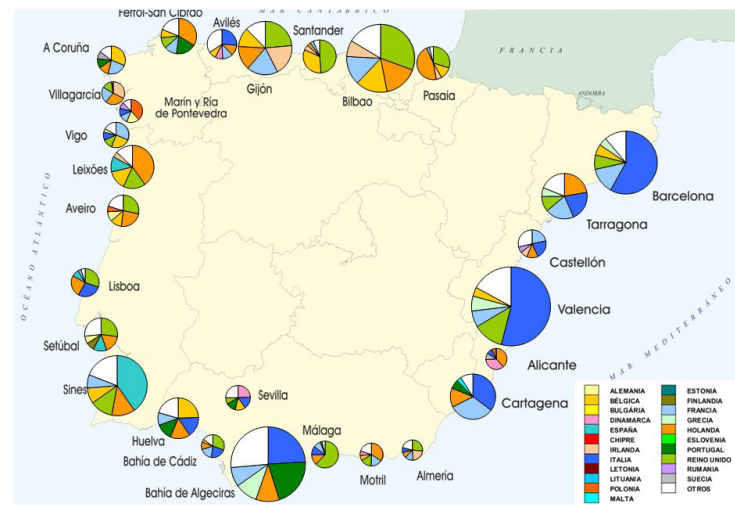 MAR CANTÁBRICO
Ferrol-San Cibrao
Avilés
Santander
A Coruña
Gijón
Bilbao
Pasaia
FRANCIA
ANDORRA
Villagarcía
Marín y Ría
de Pontevedra
Vigo
Leixões
Aveiro
OCÉANO ATLÁNTICO
Lisboa
Setúbal
Sines
Huelva
Bahía de Cádiz
Bahía de Algeciras
Sevilla
Málaga
Motril
Almería
Barcelona
Tarragona
Castellón
Valencia
Alicante
Cartagena
MAR MEDITERRÁNEO
ALEMANIA
BÉLGICA
BULGÁRIA
DINAMARCA
ESPAÑA
CHIPRE
IRLANDA
ITALIA
LETONIA
LITUANIA
POLONIA
MALTA
ESTONIA
FINLANDIA
FRANCIA
GRECIA
HOLANDA
ESLOVENIA
PORTUGAL
REINO UNIDO
RUMANIA
SUECIA
OTROS